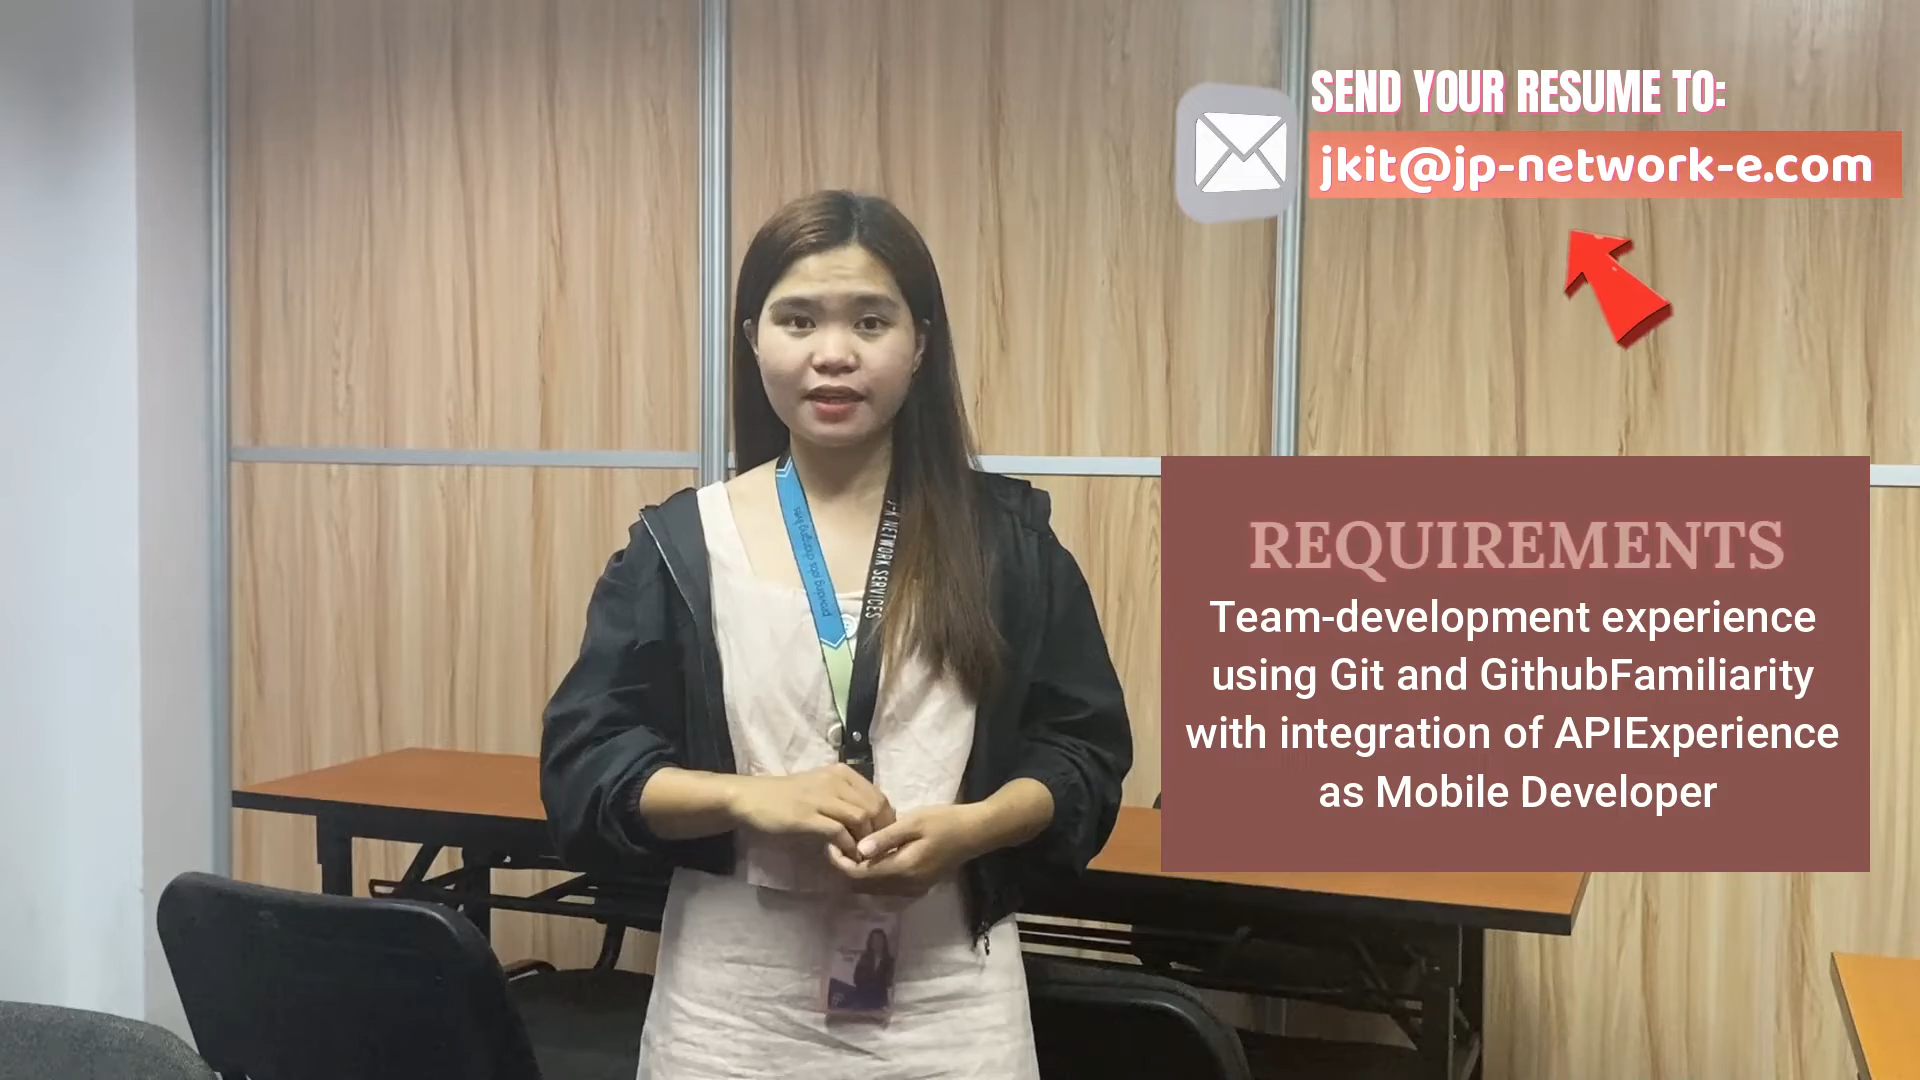 SEND YOUR RESUME TO:
jkit@jp-network-e.com
J-K NETWORK SERVICES
REQUIREMENTS
Team-development experience
using Git and GithubFamiliarity
with integration of APIExperience
as Mobile Developer